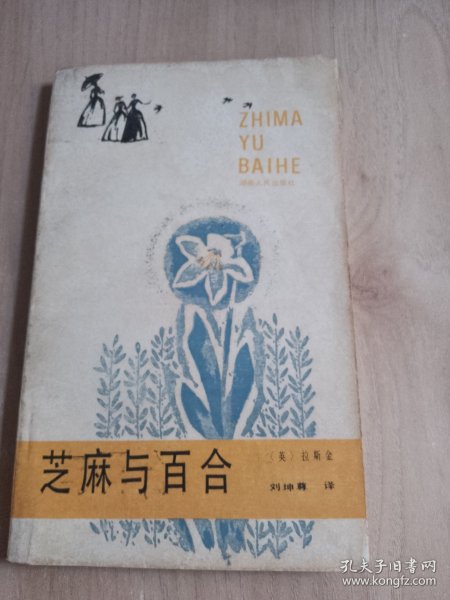 ZHIMA
YU
BAIHE
湖南人民出版社
芝麻与百合
〈英〉拉斯金
刘坤尊 译
孔夫子旧书网
www.kongfz.com